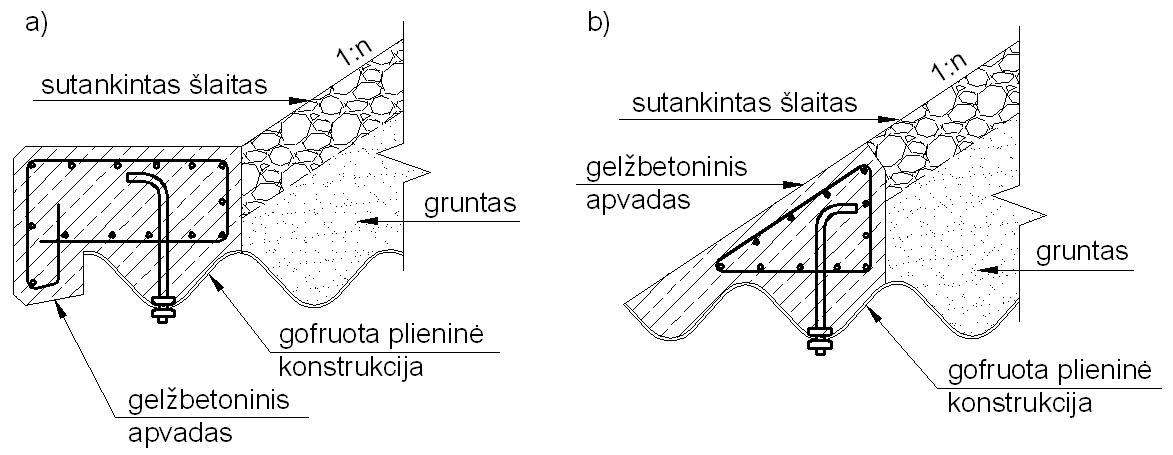 a)
1:n
sutankintas šlaitas
gruntas
gofruota plieninė
konstrukcija
gelžbetoninis
apvadas
b)
1:n
sutankintas šlaitas
gelžbetoninis
apvadas
gruntas
gofruota plieninė
konstrukcija